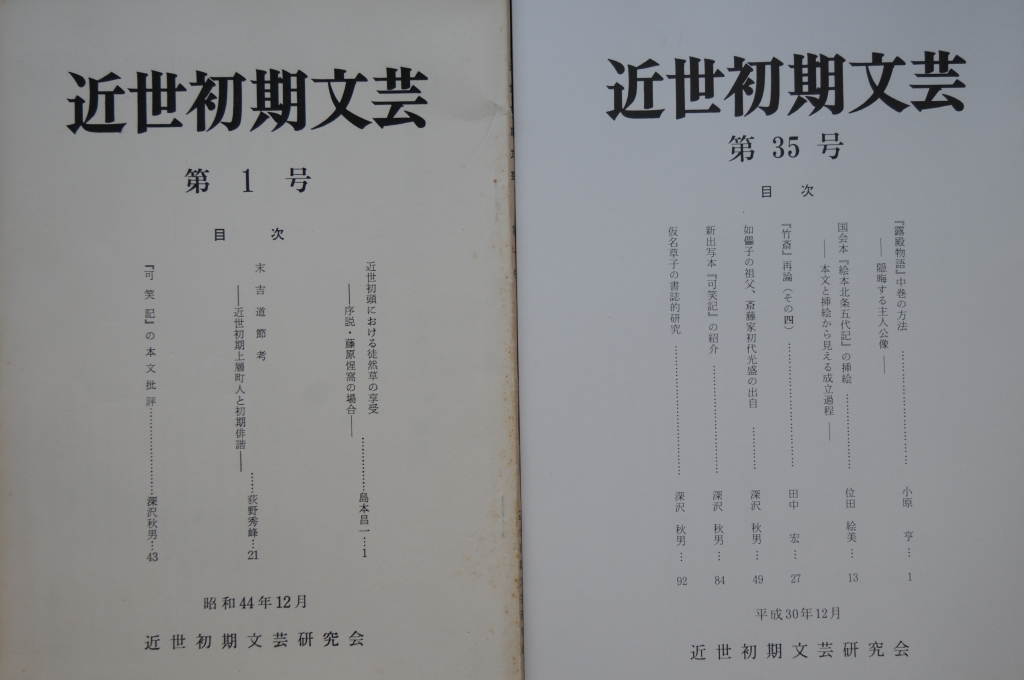 近世初期文芸
第 1 号
目 次
近世初頭における徒然草の享受
――序説・藤原惺窩の場合―― …………… 島本昌一…1
末吉道節考
――近世初期上層町人と初期俳諧―― …… 荻野秀峰…21
『可笑記』の本文批評 …………………… 深沢秋男…43
昭和44年12月
近世初期文芸研究会
近世初期文芸
第 35 号
目 次
『露殿物語』中巻の方法 …………………… 小原 亨… 1
―― 隠晦する主人公像 ――
国会本『絵本北条五代記』の挿絵 …………… 位田 絵美… 13
―― 本文と挿絵から見える成立過程 ――
『竹斎』再論(その四) …………………… 田中 宏… 27
如儡子の祖父、斎藤家初代光盛の出自 ……… 深沢 秋男… 49
新出写本『可笑記』の紹介 ………………… 深沢 秋男… 84
仮名草子の書誌的研究 …………………… 深沢 秋男… 92
平成30年12月
近世初期文芸研究会